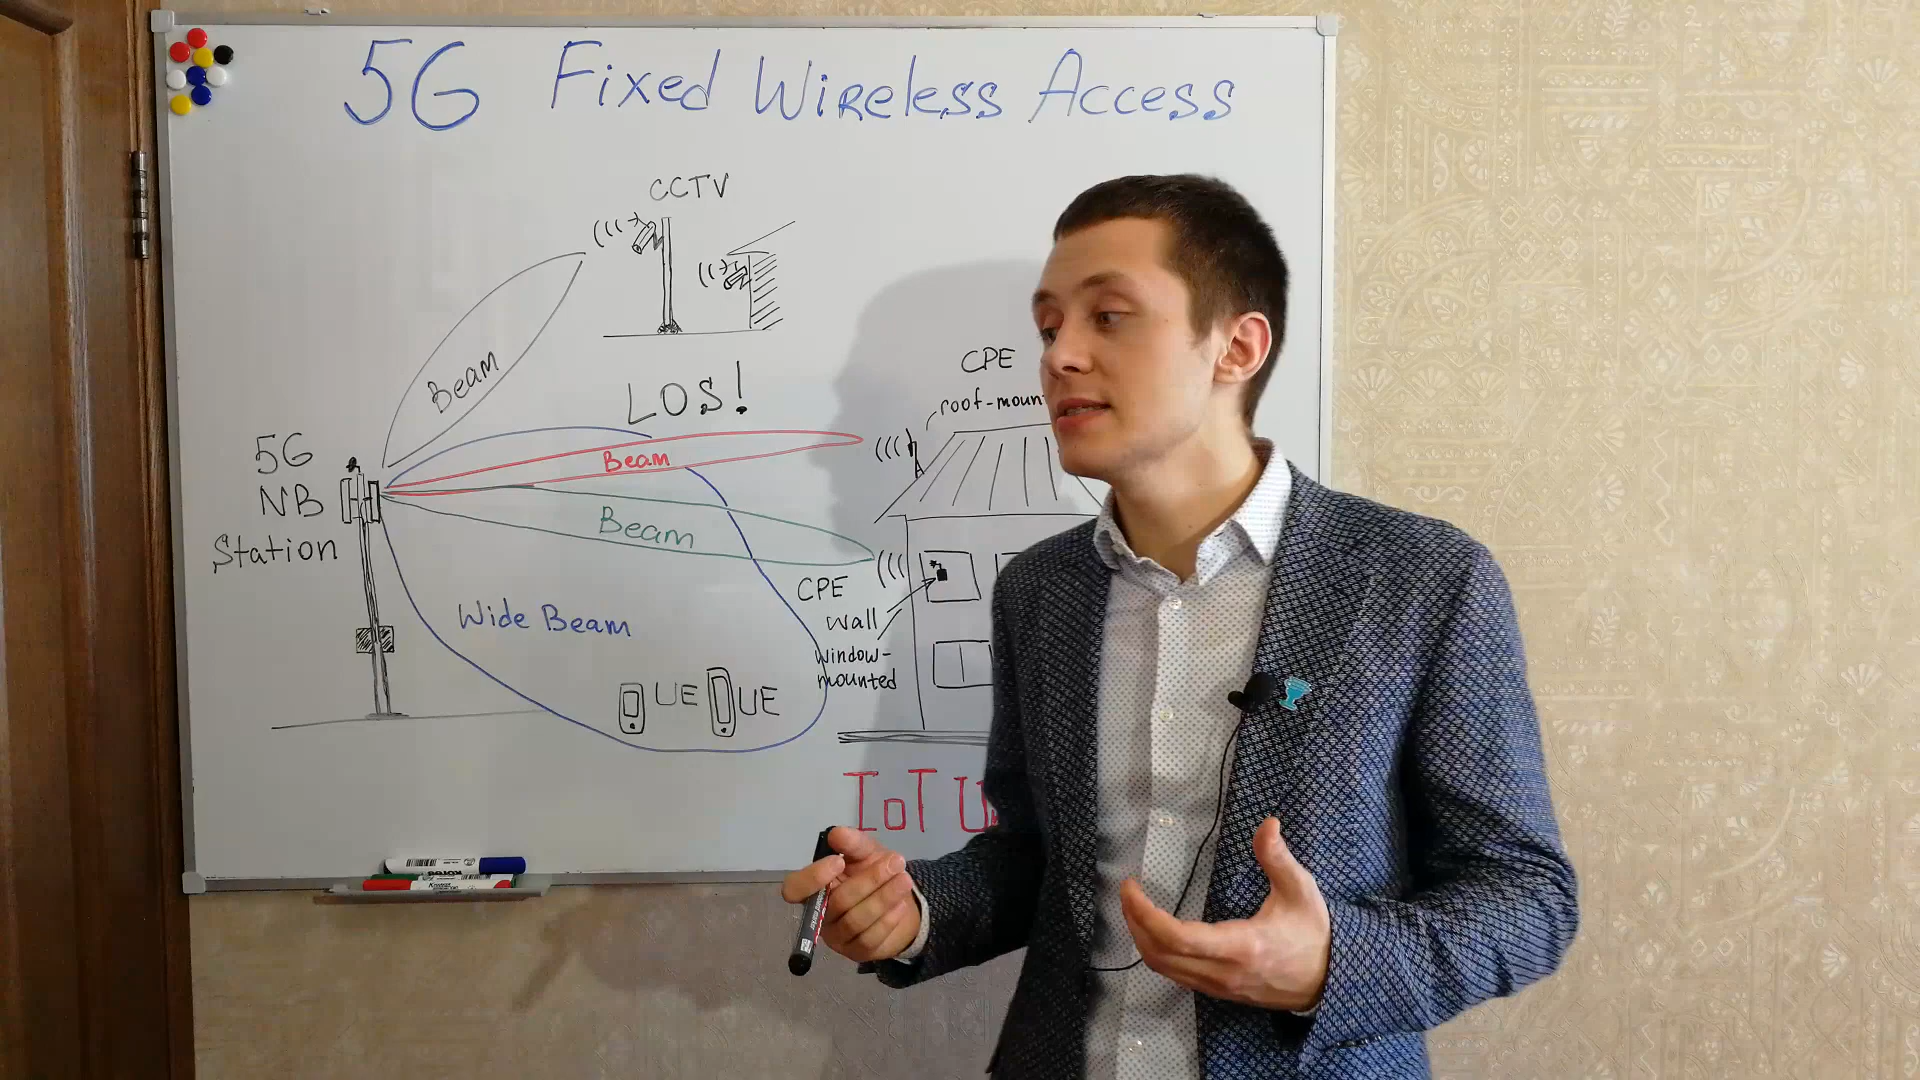 5G Fixed Wireless Access
CCTV
Beam
LOS!
CPE
roof-moun
5G
NB
Station
Beam
Beam
CPE
wall
window-
mounted
Wide Beam
UE UE
IoT U